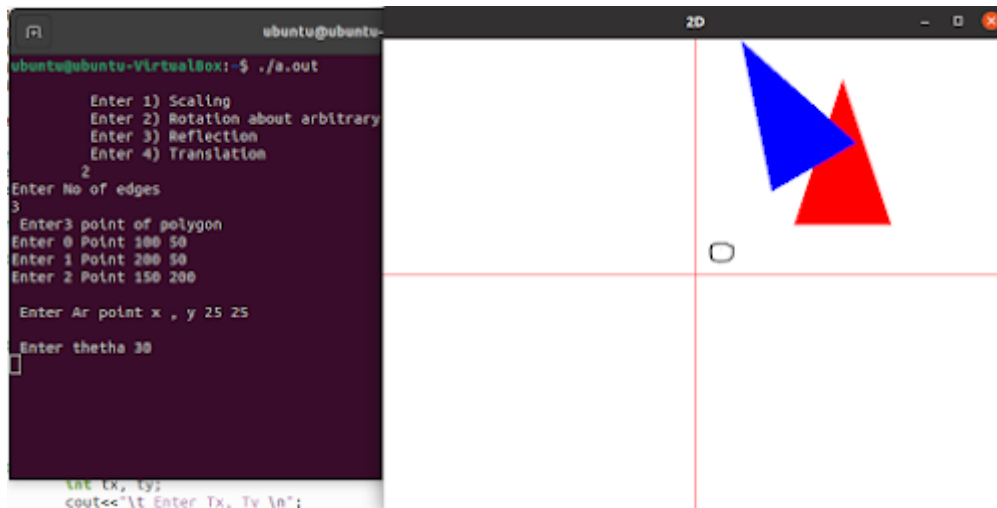 ubuntu@ubuntu-
2D
ubuntu@ubuntu-VirtualBox:~$ ./a.out
Enter 1) Scaling
Enter 2) Rotation about arbitrary
Enter 3) Reflection
Enter 4) Translation
2
Enter No of edges
3
Enter3 point of polygon
Enter 0 Point 100 50
Enter 1 Point 200 50
Enter 2 Point 150 200
Enter Ar point x , y 25 25
Enter thetha 30
int tx, ty;
cout<<"\t Enter Tx, Ty \n";